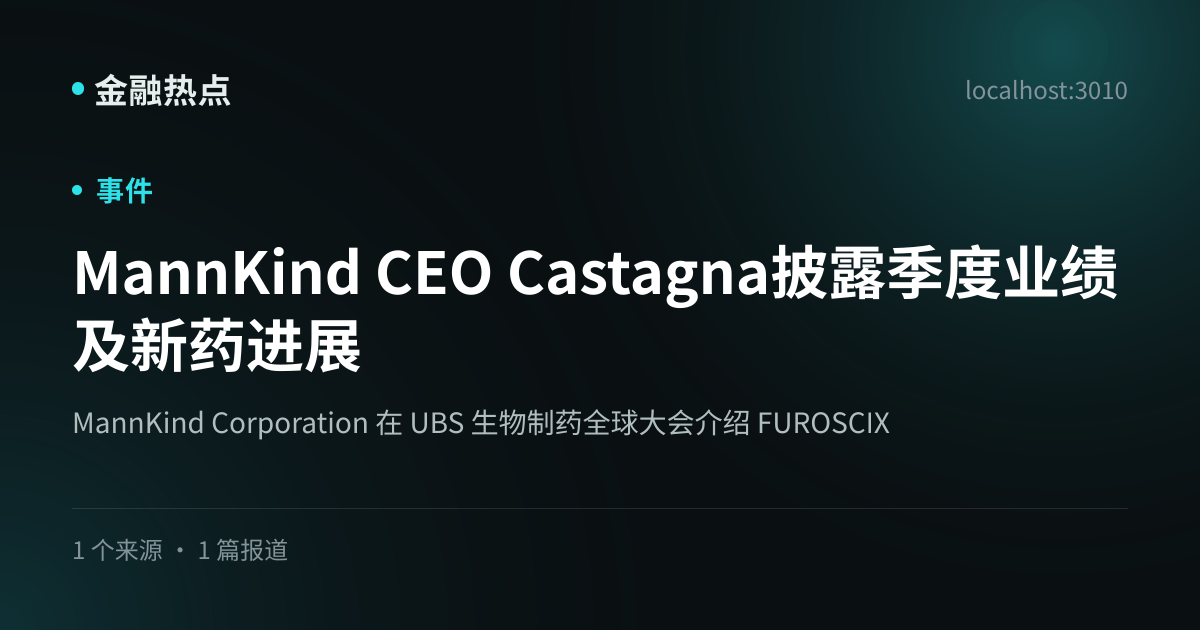 金融热点
localhost:3010
事件
MannKind CEO Castagna披露季度业绩
及新药进展
MannKind Corporation 在 UBS 生物制药全球大会介绍 FUROSCIX
1 个来源 · 1 篇报道